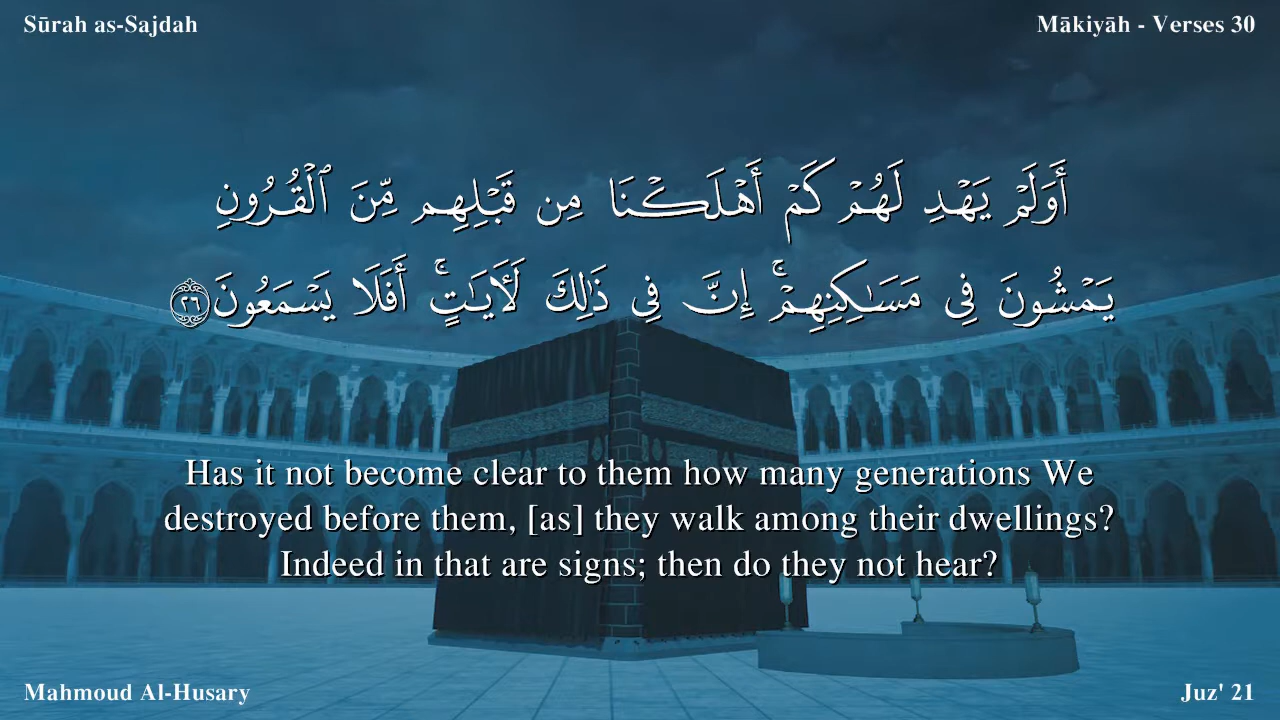 Sūrah as-Sajdah
Mākiyāh - Verses 30
أَوَلَمْ يَهْدِ لَهُمْ كَمْ أَهْلَكْنَا مِن قَبْلِهِم مِّنَ ٱلْقُرُونِ
يَمْشُونَ فِى مَسَـٰكِنِهِمْ ۚ إِنَّ فِى ذَٰلِكَ لَـَٔايَـٰتٍ ۚ أَفَلَا يَسْمَعُونَ ٢٦
Has it not become clear to them how many generations We
destroyed before them, [as] they walk among their dwellings?
Indeed in that are signs; then do they not hear?
Mahmoud Al-Husary
Juz' 21